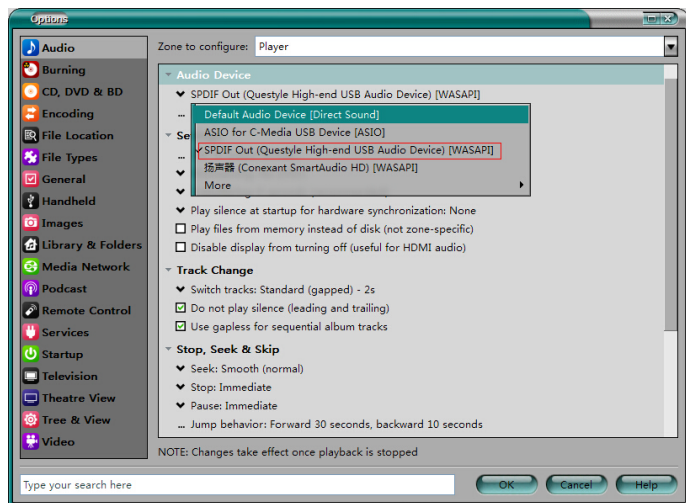 Options
Audio
Burning
CD, DVD & BD
Encoding
File Location
File Types
General
Handheld
Images
Library & Folders
Media Network
Podcast
Remote Control
Services
Startup
Television
Theatre View
Tree & View
Video
Zone to configure: Player
Audio Device
SPDIF Out (Questyle High-end USB Audio Device) [WASAPI]
...
Default Audio Device [Direct Sound]
Se
ASIO for C-Media USB Device [ASIO]
... SPDIF Out (Questyle High-end USB Audio Device) [WASAPI]
扬声器 (Conexant SmartAudio HD) [WASAPI]
More
Play silence at startup for hardware synchronization: None
Play files from memory instead of disk (not zone-specific)
Disable display from turning off (useful for HDMI audio)
Track Change
Switch tracks: Standard (gapped) - 2s
Do not play silence (leading and trailing)
Use gapless for sequential album tracks
Stop, Seek & Skip
Seek: Smooth (normal)
Stop: Immediate
Pause: Immediate
... Jump behavior: Forward 30 seconds, backward 10 seconds
NOTE: Changes take effect once playback is stopped
Type your search here
OK Cancel Help